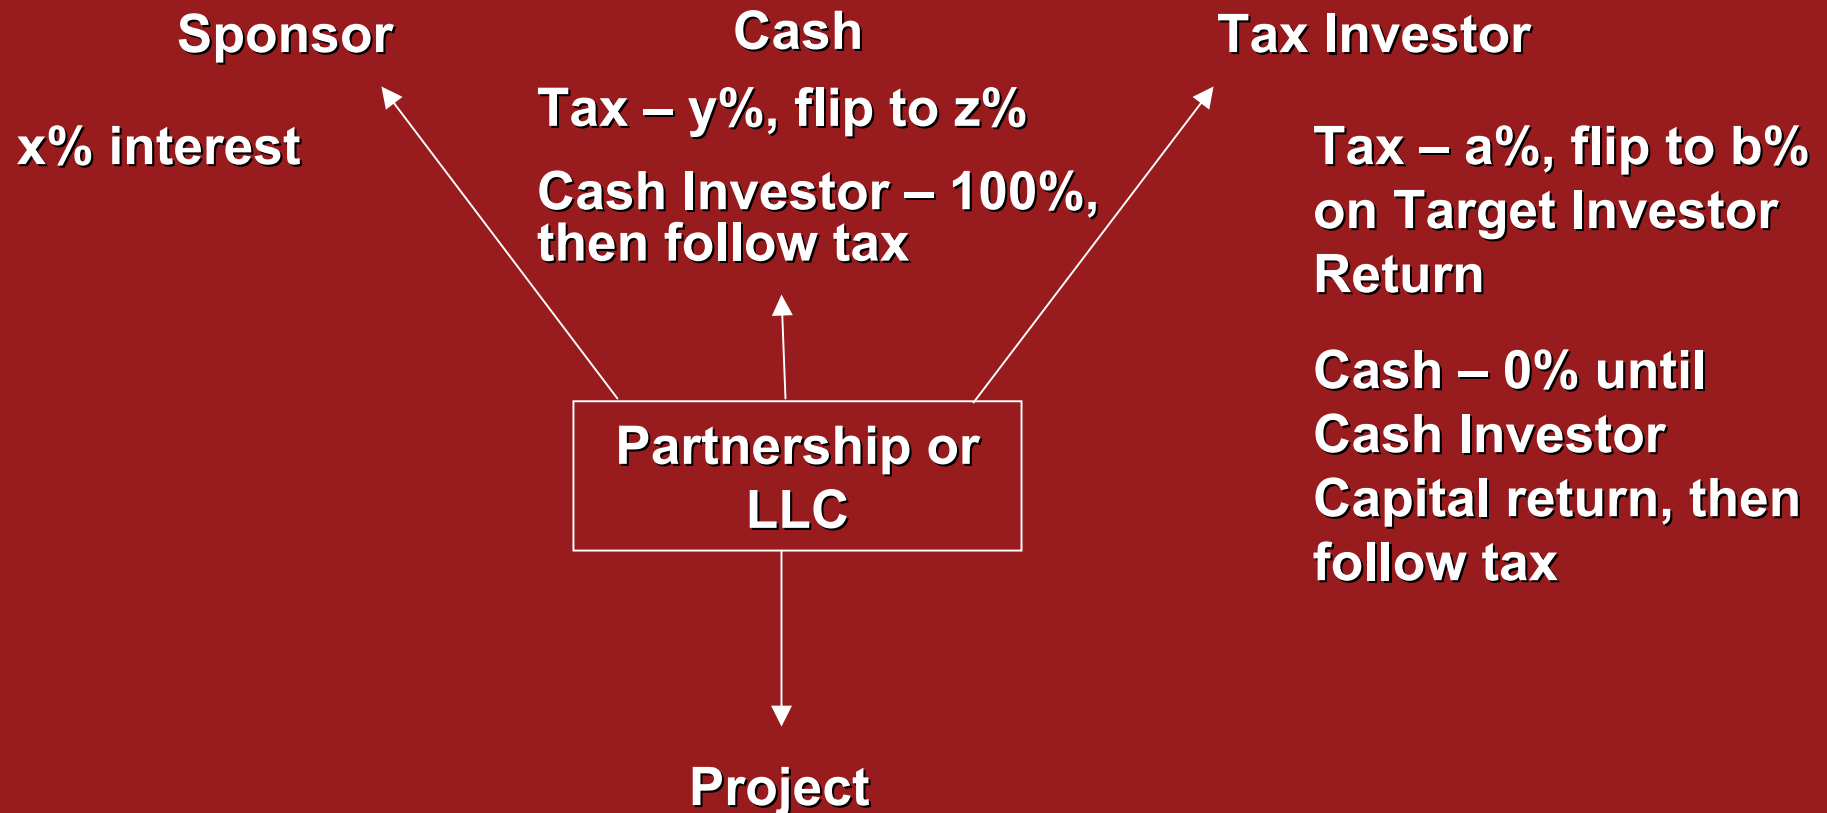 Sponsor
x% interest
Cash
Tax – y%, flip to z%
Cash Investor – 100%,
then follow tax
Tax Investor
Tax – a%, flip to b%
on Target Investor
Return
Cash – 0% until
Cash Investor
Capital return, then
follow tax
Partnership or
LLC
Project